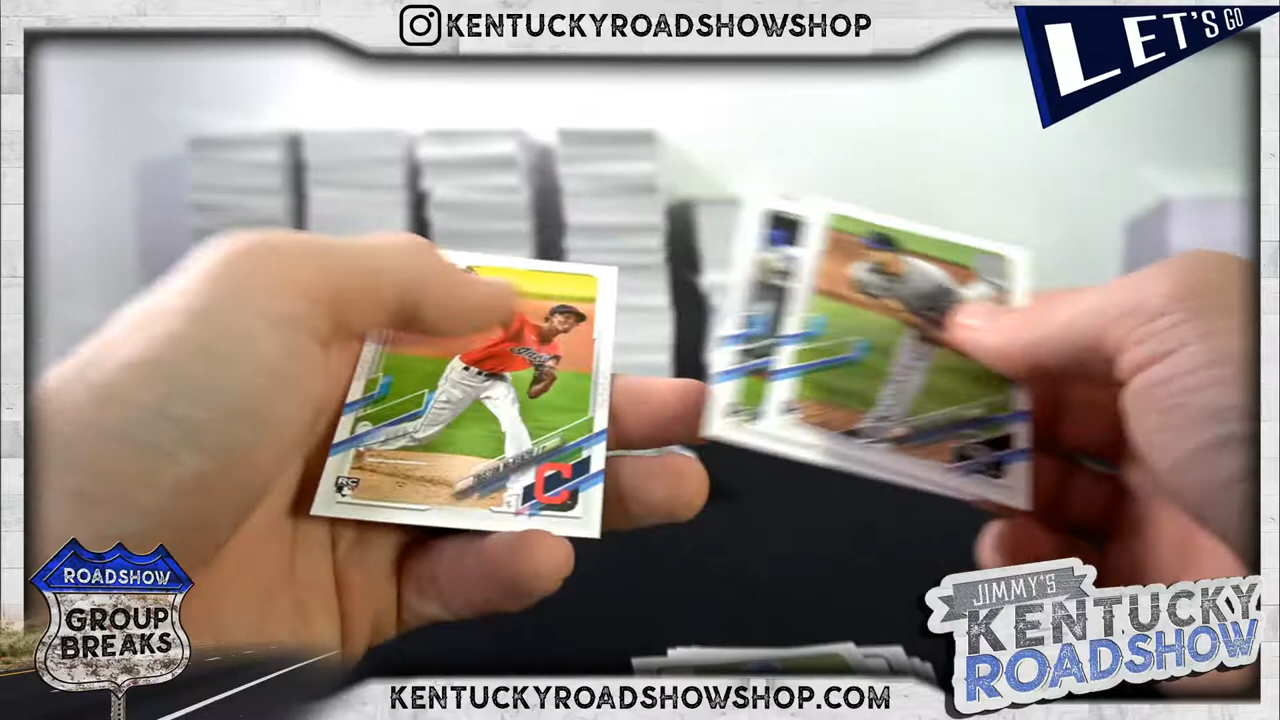 KENTUCKYROADSHOWSHOP
LET'S GO
RC
C
ROADSHOW
GROUP
BREAKS
JIMMY'S
KENTUCKY
ROADSHOW
KENTUCKYROADSHOWSHOP.COM